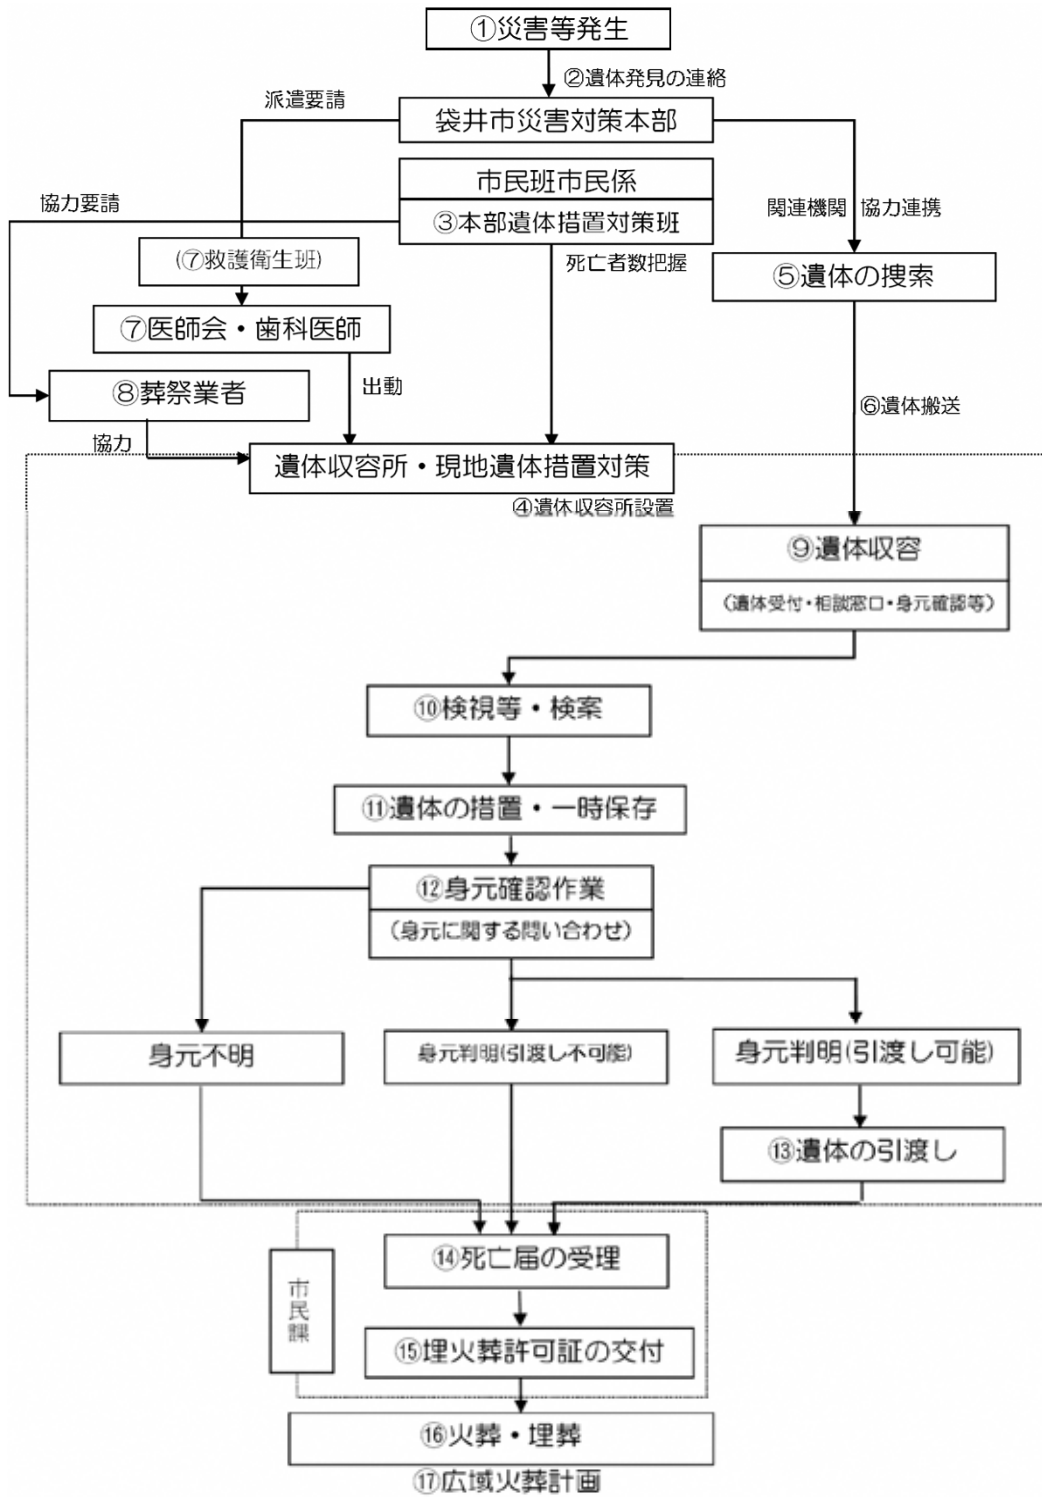 ①災害等発生
②遺体発見の連絡
派遣要請
袋井市災害対策本部
市民班市民係
協力要請
③本部遺体措置対策班
関連機関
協力連携
(⑦救護衛生班)
死亡者数把握
⑤遺体の捜索
⑦医師会・歯科医師
⑧葬祭業者
出動
⑥遺体搬送
協力
遺体収容所・現地遺体措置対策
④遺体収容所設置
⑨遺体収容
（遺体受付・相談窓口・身元確認等）
⑩検視等・検案
⑪遺体の措置・一時保存
⑫身元確認作業
（身元に関する問い合わせ）
身元不明
身元判明(引渡し不可能)
身元判明(引渡し可能)
⑬遺体の引渡し
⑭死亡届の受理
市民課
⑮埋火葬許可証の交付
⑯火葬・埋葬
⑰広域火葬計画